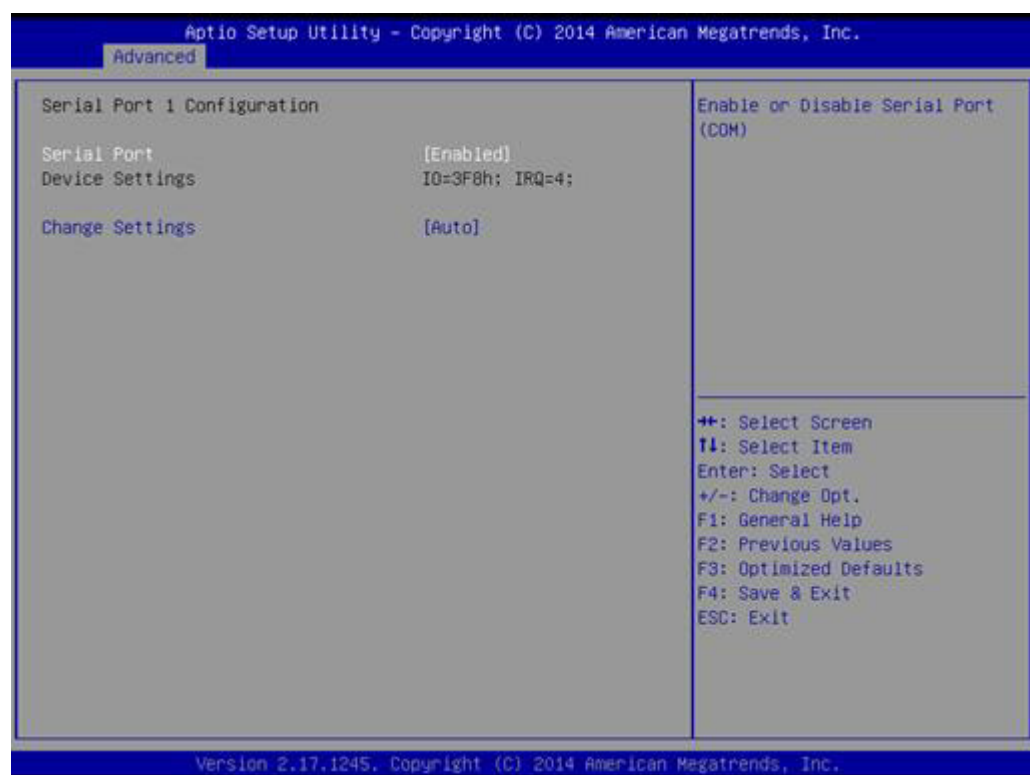 Aptio Setup Utility - Copyright (C) 2014 American Megatrends, Inc.
Advanced
Serial Port 1 Configuration
Serial Port [Enabled]
Device Settings IO=3F8h; IRQ=4;
Change Settings [Auto]
Enable or Disable Serial Port
(COM)
→←: Select Screen
↑↓: Select Item
Enter: Select
+/-: Change Opt.
F1: General Help
F2: Previous Values
F3: Optimized Defaults
F4: Save & Exit
ESC: Exit
Version 2.17.1245. Copyright (C) 2014 American Megatrends, Inc.